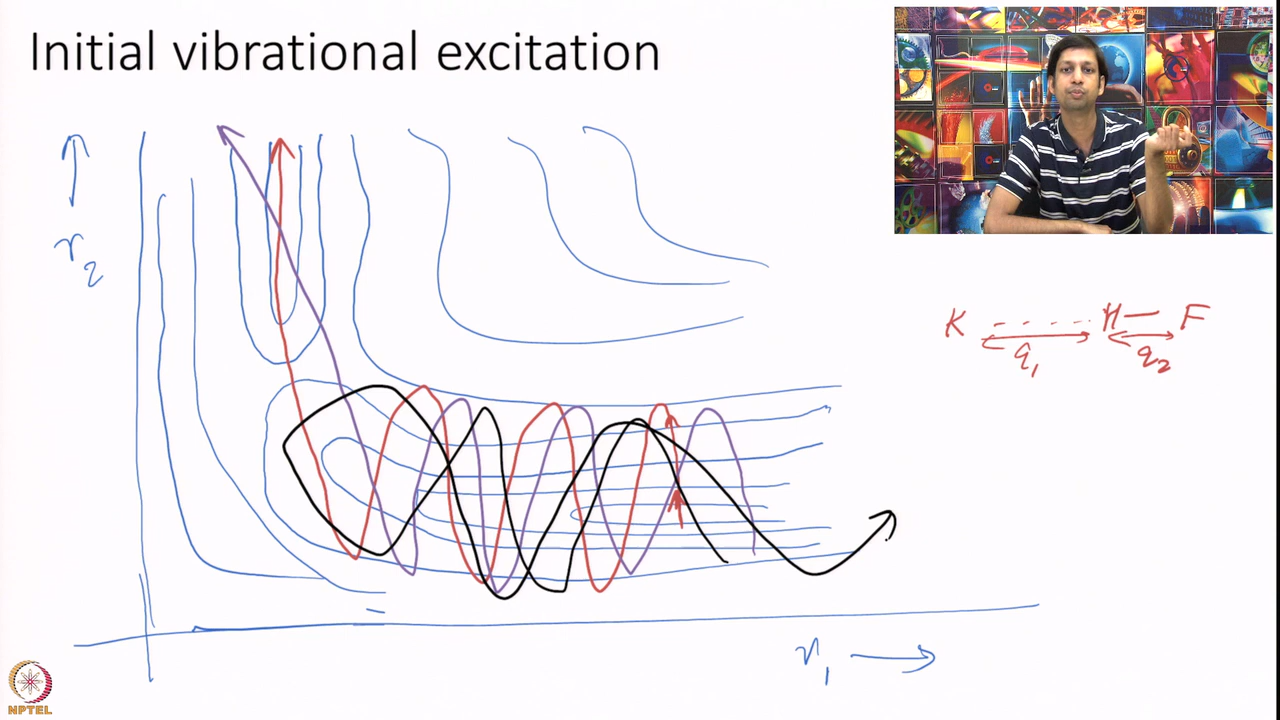 Initial vibrational excitation
r2
K - - - - H — F
q1 q2
r1
NPTEL